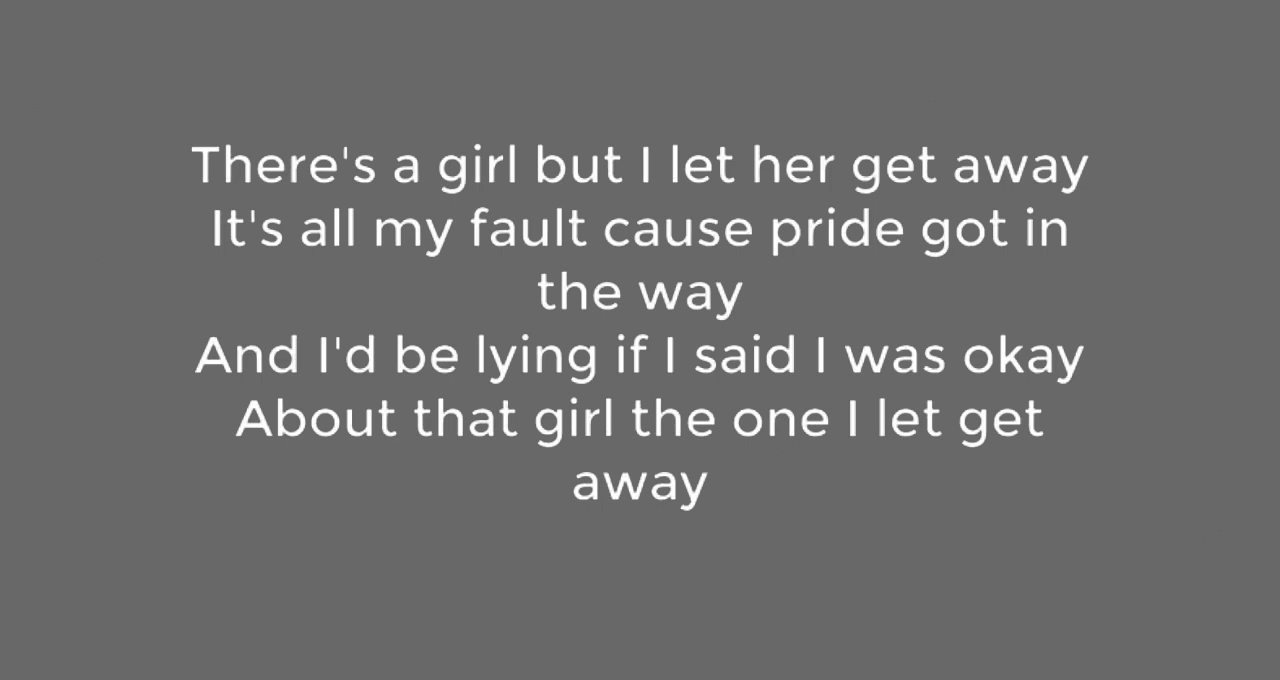 There's a girl but I let her get away
It's all my fault cause pride got in
the way
And I'd be lying if I said I was okay
About that girl the one I let get
away